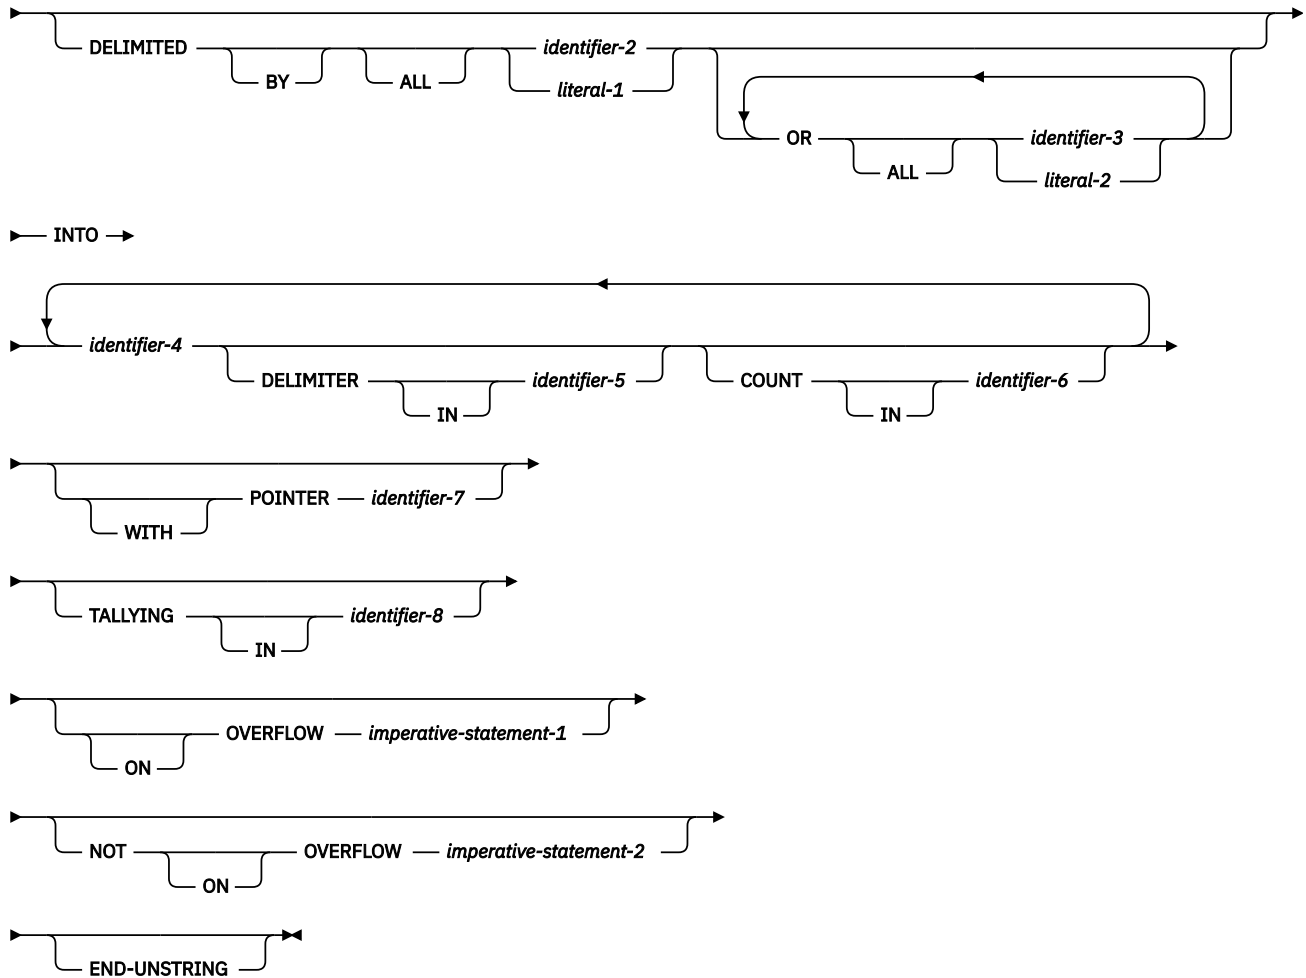 DELIMITED BY ALL identifier-2
literal-1
OR ALL identifier-3
literal-2
INTO
identifier-4 DELIMITER IN identifier-5 COUNT IN identifier-6
WITH POINTER identifier-7
TALLYING IN identifier-8
ON OVERFLOW imperative-statement-1
NOT ON OVERFLOW imperative-statement-2
END-UNSTRING